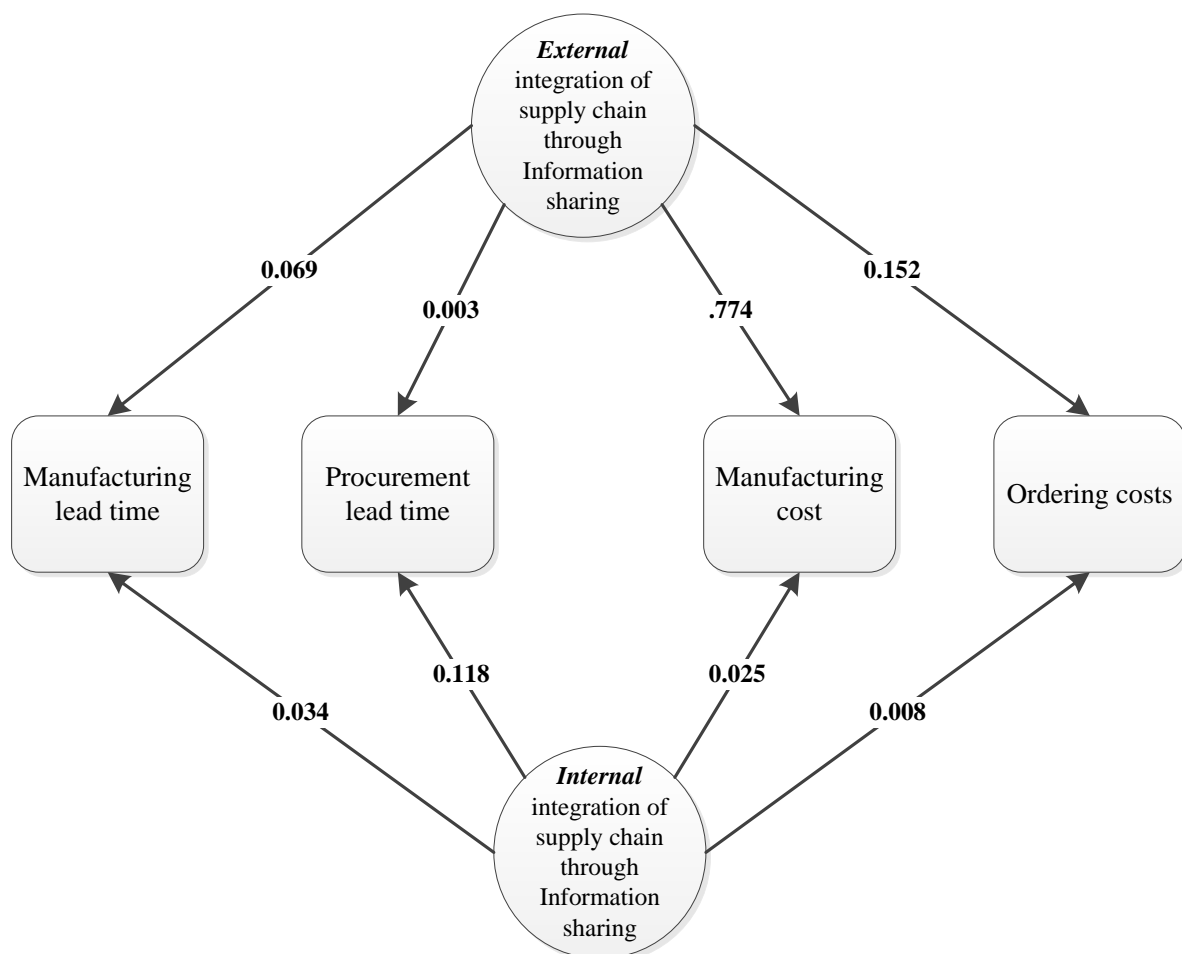 External
integration of
supply chain
through
Information
sharing
0.069
0.152
0.003
.774
Manufacturing
lead time
Procurement
lead time
Manufacturing
cost
Ordering costs
0.118
0.025
0.034
0.008
Internal
integration of
supply chain
through
Information
sharing